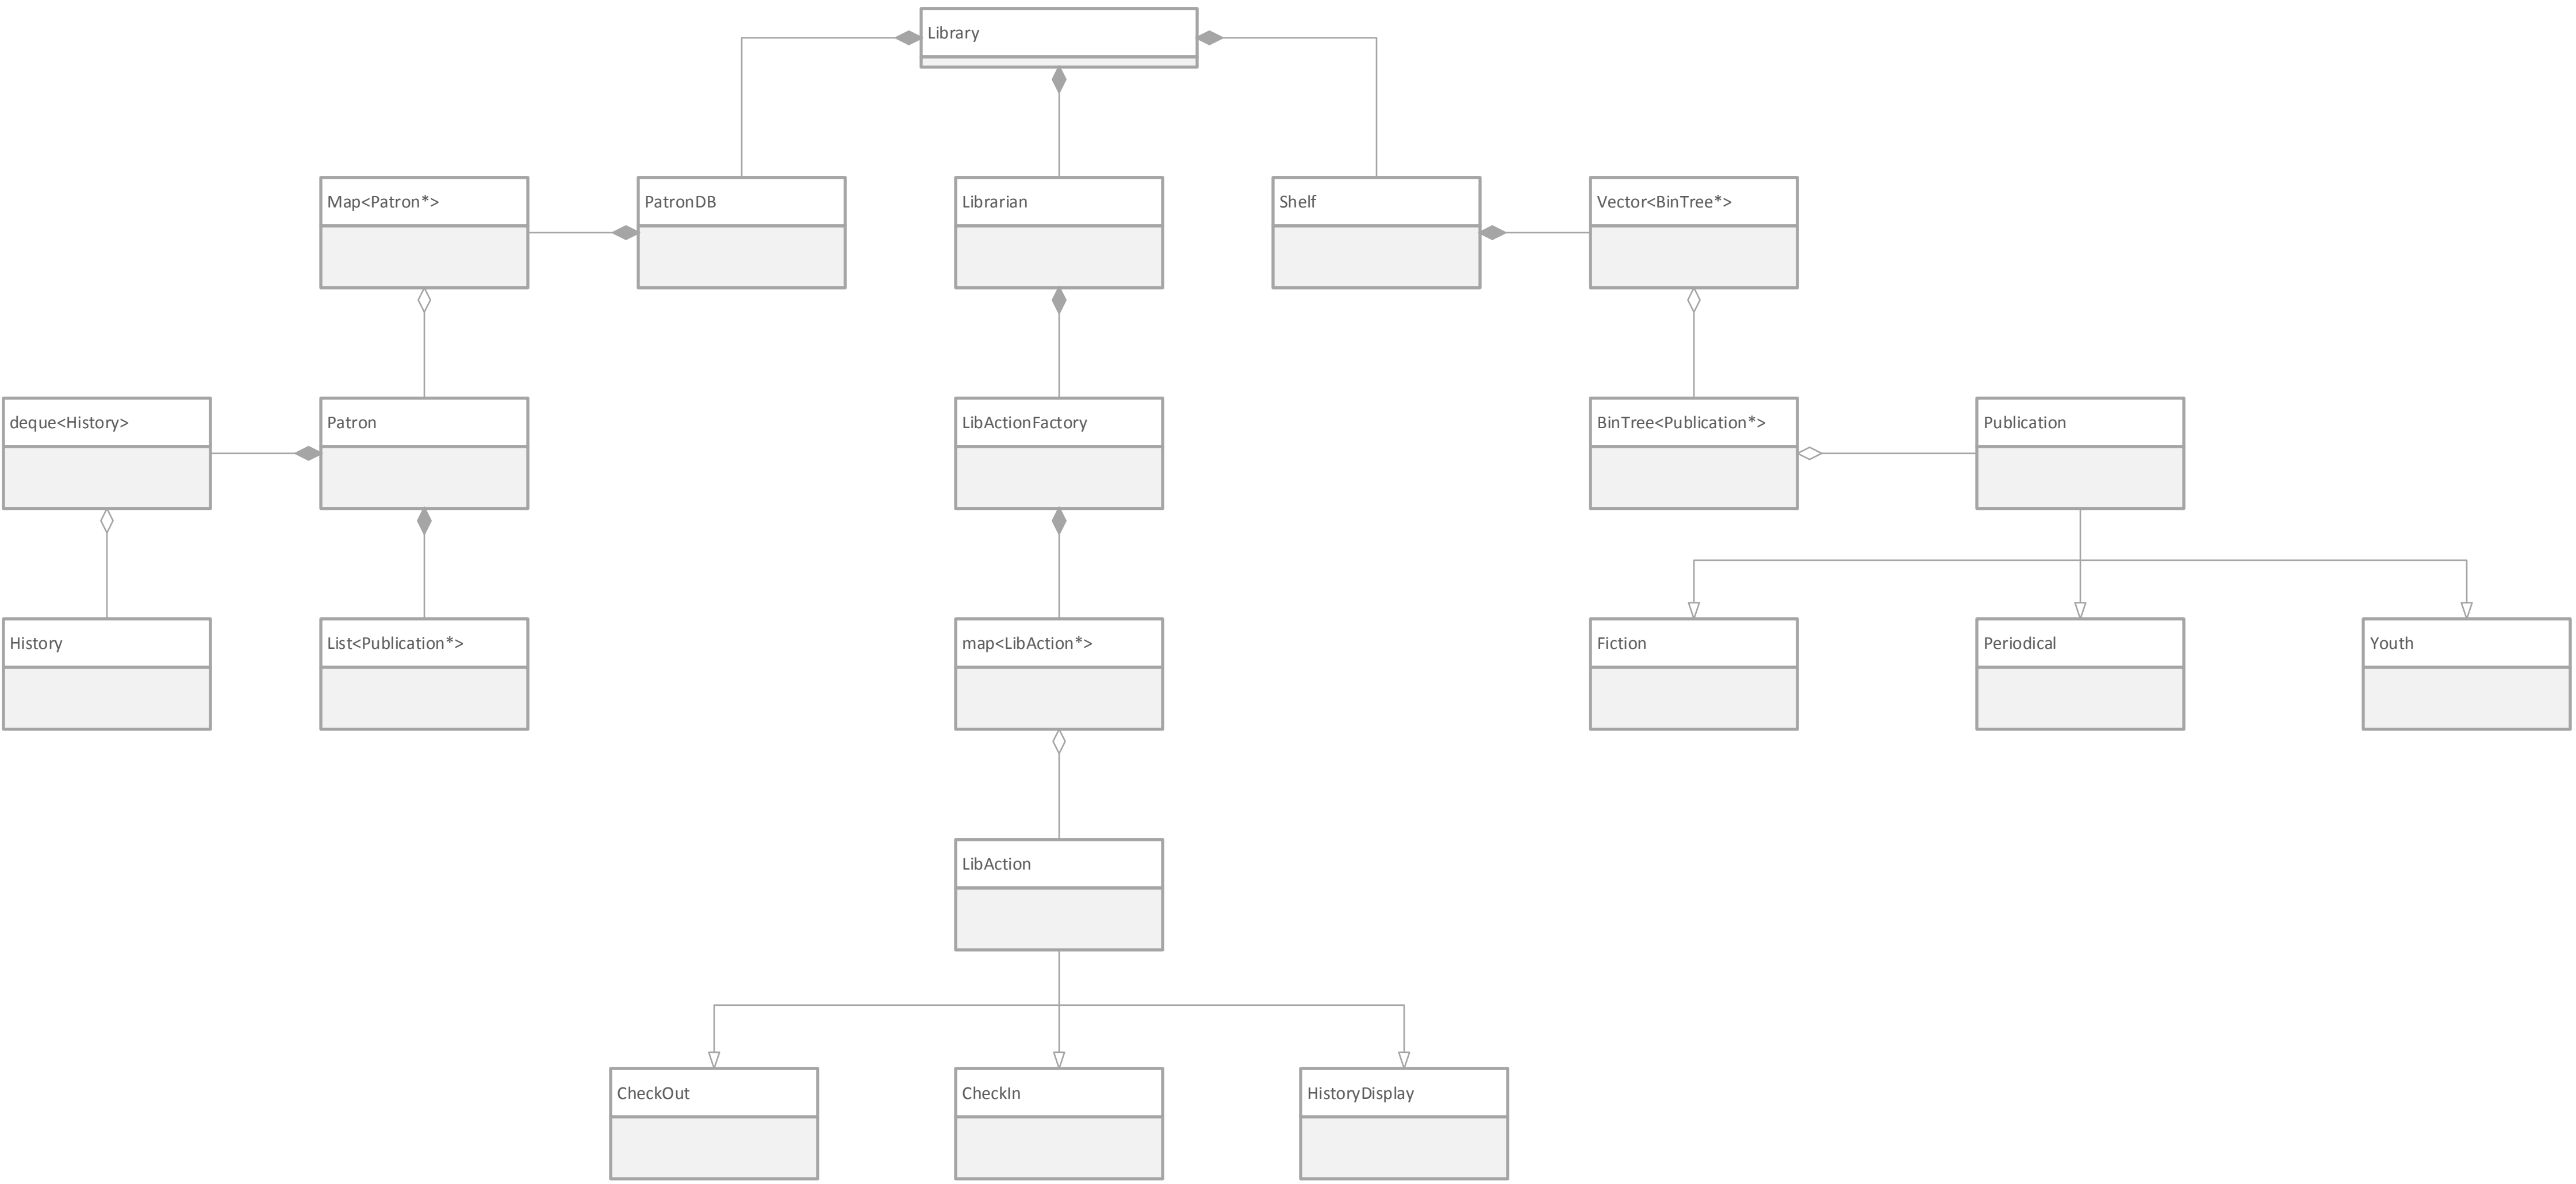 Library
Map<Patron*>
PatronDB
Librarian
Shelf
Vector<BinTree*>
deque<History>
Patron
LibActionFactory
BinTree<Publication*>
Publication
History
List<Publication*>
map<LibAction*>
Fiction
Periodical
Youth
LibAction
CheckOut
CheckIn
HistoryDisplay